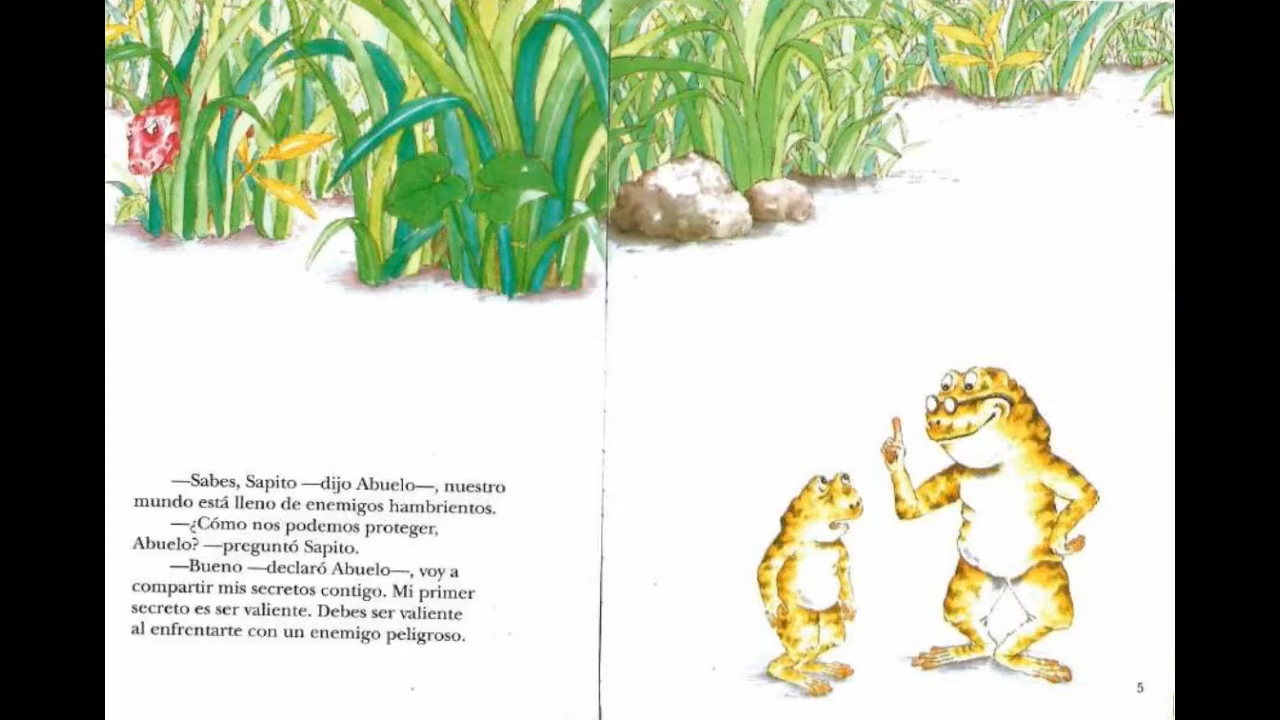 —Sabes, Sapito —dijo Abuelo—, nuestro
mundo está lleno de enemigos hambrientos.
—¿Cómo nos podemos proteger,
Abuelo? —preguntó Sapito.
—Bueno —declaró Abuelo—, voy a
compartir mis secretos contigo. Mi primer
secreto es ser valiente. Debes ser valiente
al enfrentarte con un enemigo peligroso.
5